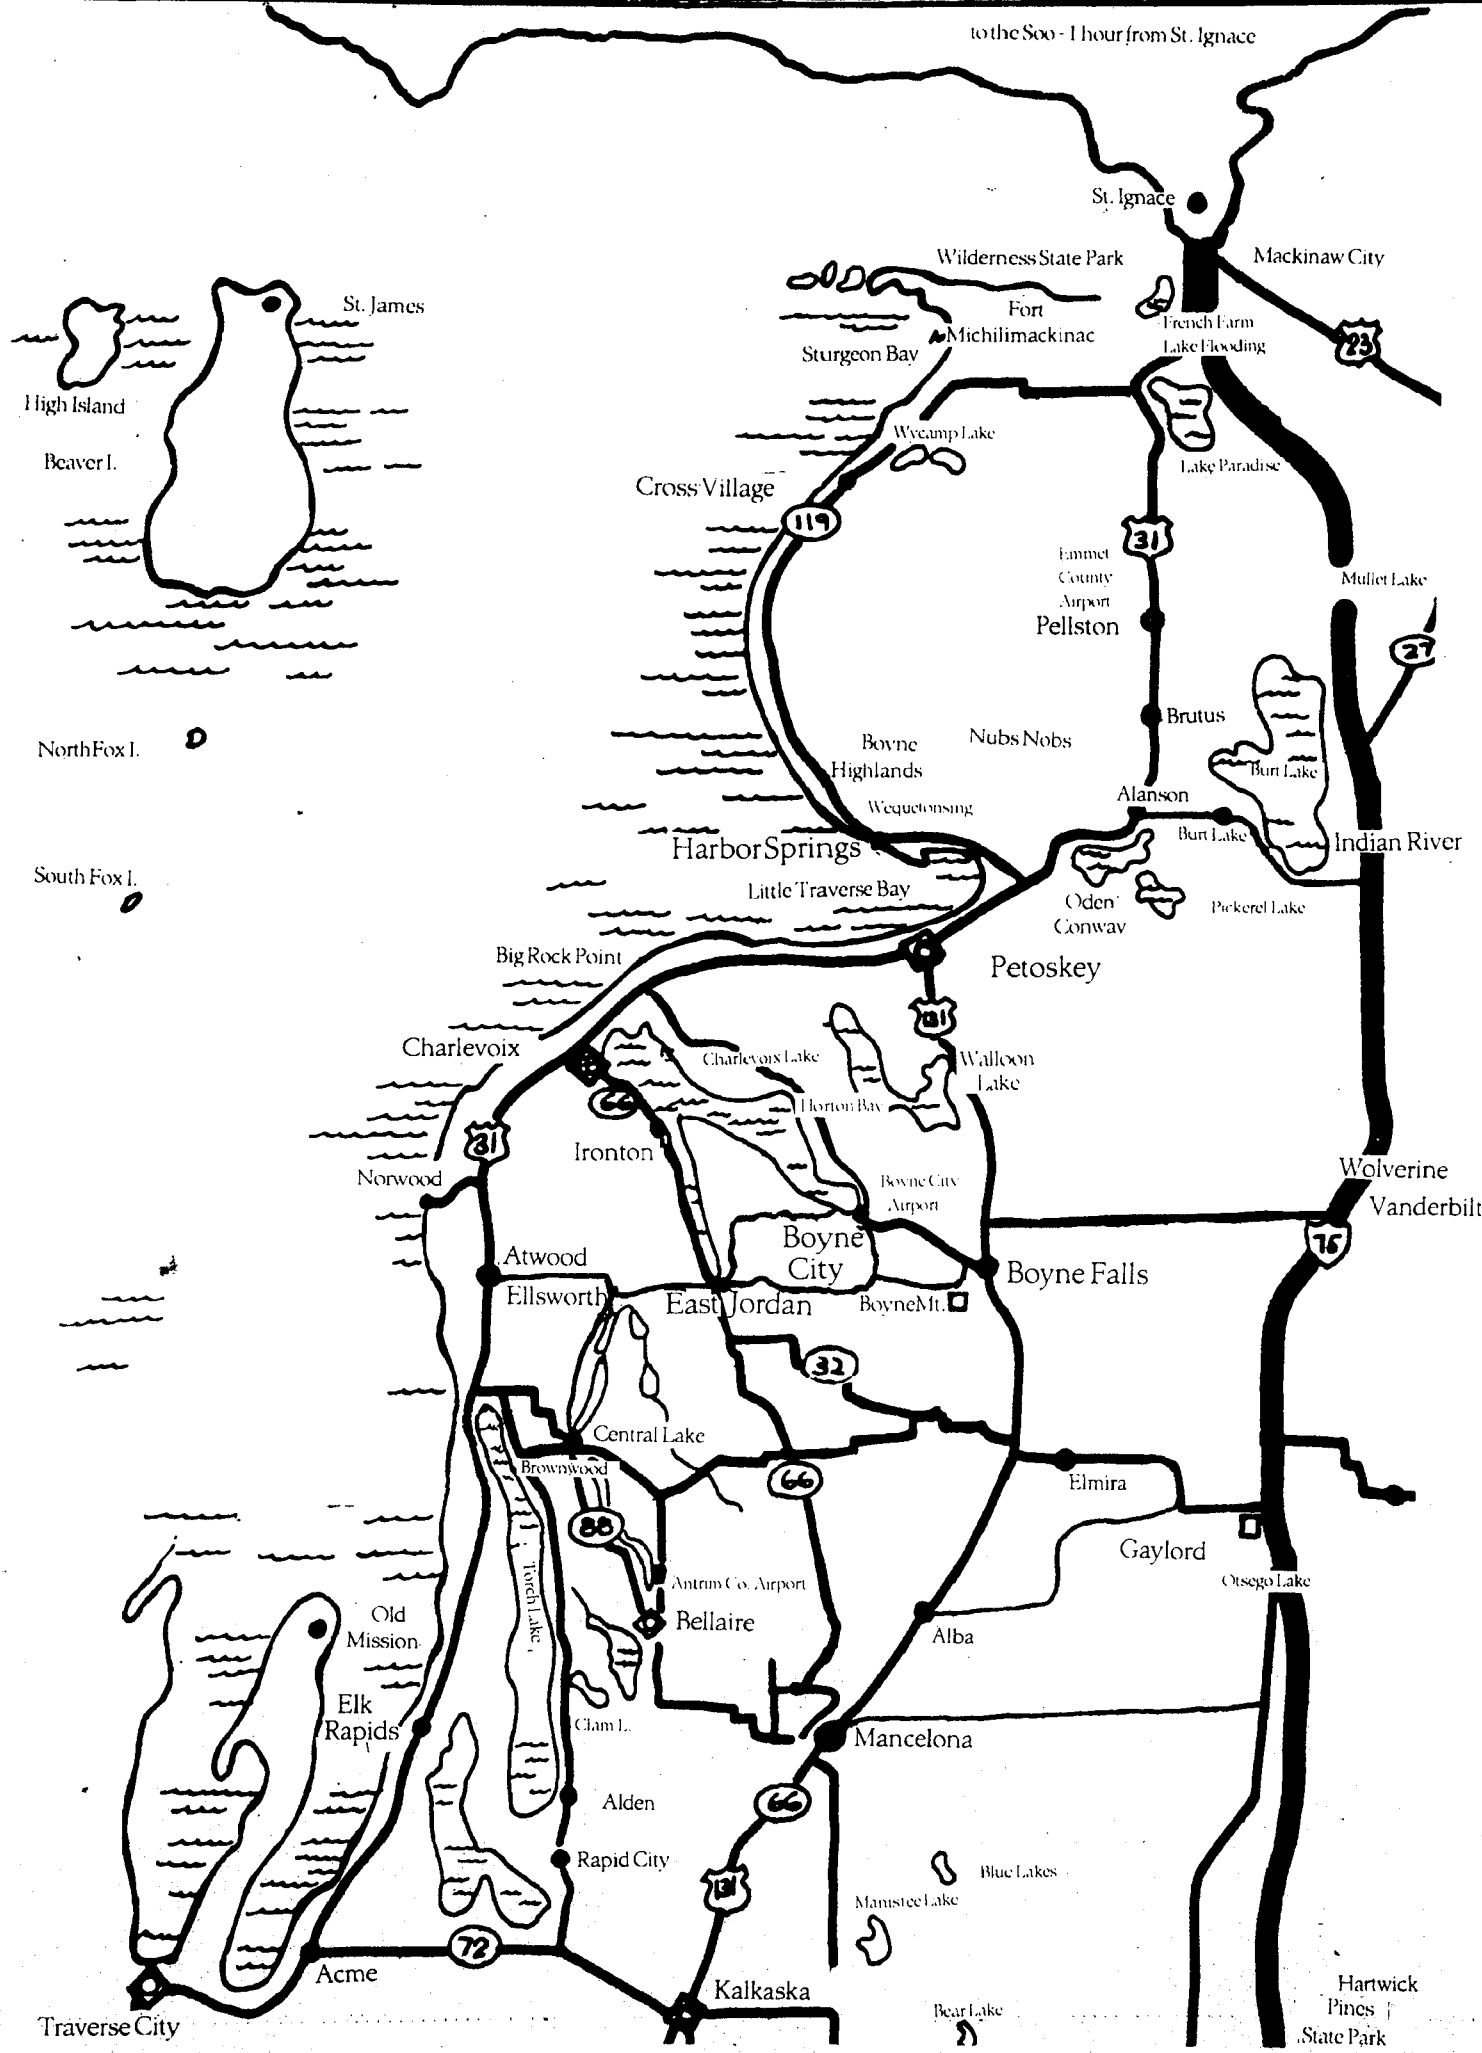 to the Soo - 1 hour from St. Ignace
St. Ignace
Wilderness State Park
Mackinaw City
St. James
Fort
Michilimackinac
French Farm
Lake Flooding
23
Sturgeon Bay
High Island
Beaver I.
Wycamp Lake
Lake Paradise
Cross Village
119
31
Emmet
County
Airport
Pellston
Mullet Lake
27
Brutus
North Fox I.
Nubs Nobs
Boyne
Highlands
Burt Lake
Alanson
Wequetonsing
Burt Lake
Indian River
Harbor Springs
South Fox I.
Little Traverse Bay
Oden
Conway
Pickerel Lake
Big Rock Point
Petoskey
131
Charlevoix
Charlevoix Lake
Walloon
Lake
66
Horton Bay
31
Ironton
Norwood
Boyne City
Airport
Wolverine
Vanderbilt
75
Boyne
City
Atwood
Ellsworth
East Jordan
Boyne Mt.
Boyne Falls
32
Central Lake
Brownwood
66
Elmira
88
Gaylord
Torch Lake
Antrim Co. Airport
Otsego Lake
Old
Mission
Bellaire
Alba
Elk
Rapids
Clam L.
Mancelona
Alden
66
Rapid City
131
Blue Lakes
Manistee Lake
72
Acme
Kalkaska
Hartwick
Pines
State Park
Bear Lake
Traverse City